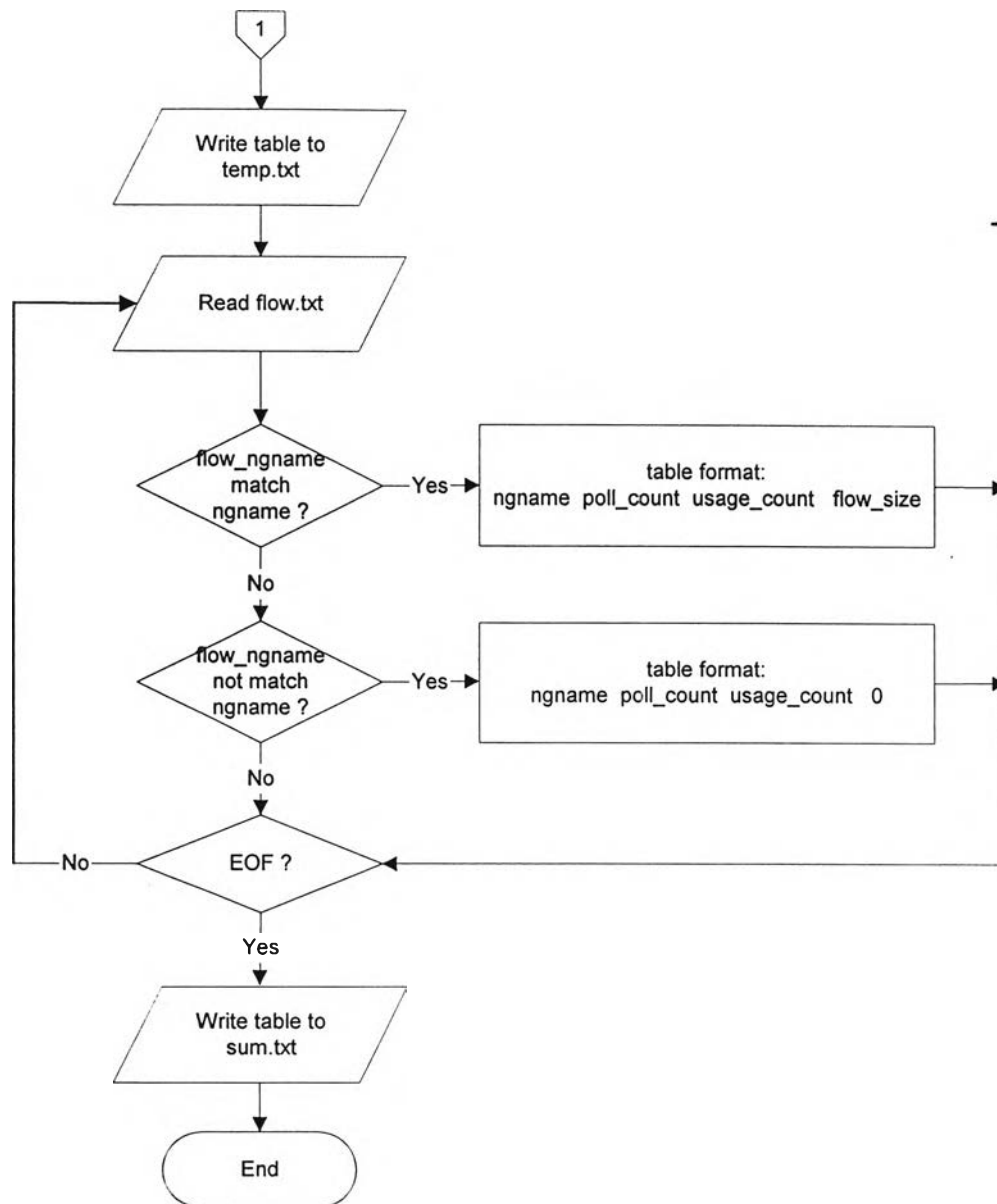 1
Write table to
temp.txt
Read flow.txt
flow_ngname
match
ngname ?
Yes
table format:
ngname poll_count usage_count flow_size
No
flow_ngname
not match
ngname ?
Yes
table format:
ngname poll_count usage_count 0
No
EOF ?
No
Yes
Write table to
sum.txt
End